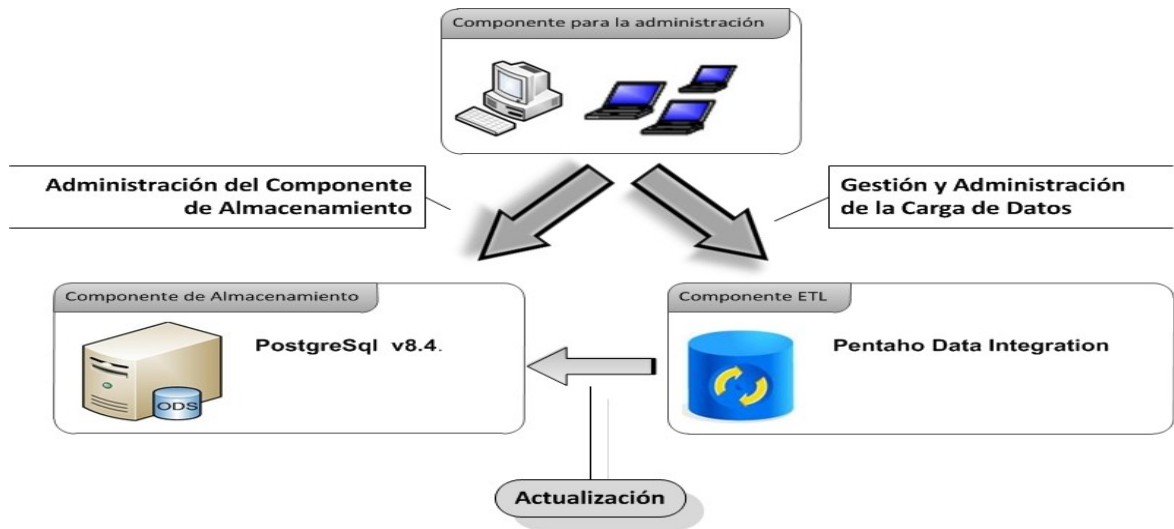 Componente para la administración
Administración del Componente
de Almacenamiento
Gestión y Administración
de la Carga de Datos
Componente de Almacenamiento
PostgreSql v8.4.
ODS
Componente ETL
Pentaho Data Integration
Actualización